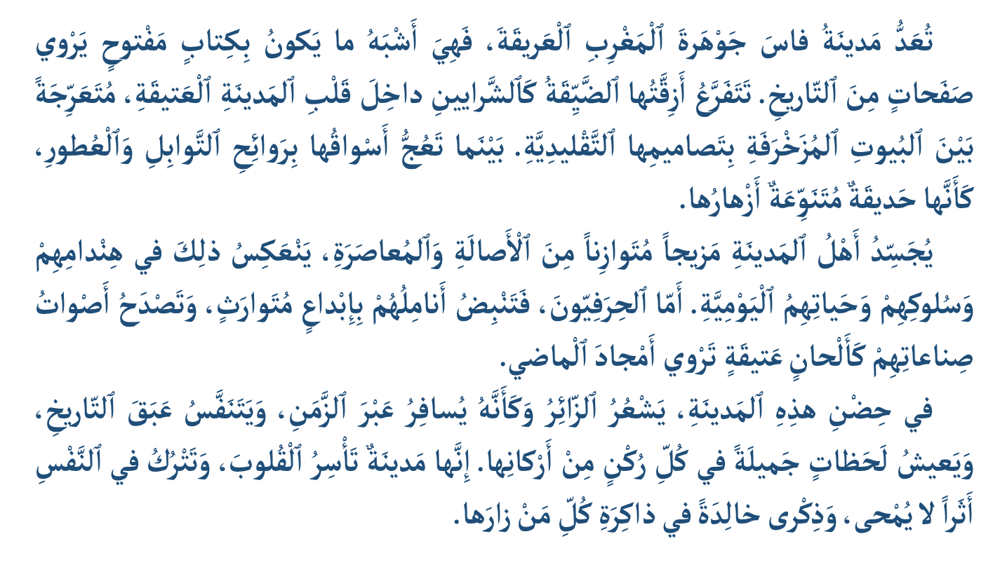 تُعَدُّ مَدينَةُ فاسَ جَوْهَرةَ ٱلْمَغْرِبِ ٱلْعَريقَةَ، فَهِيَ أَشْبَهُ ما يَكونُ بِكِتابٍ مَفْتوحٍ يَرْوي
صَفَحاتٍ مِنَ ٱلتّاريخِ. تَتَفَرَّعُ أَزِقَّتُها ٱلضَّيِّقَةُ كَٱلشَّرايينِ داخِلَ قَلْبِ ٱلمَدينَةِ ٱلْعَتيقَةِ، مُتَعَرِّجَةً
بَيْنَ ٱلبُيوتِ ٱلمُزَخْرَفَةِ بِتَصاميمِها ٱلتَّقْليدِيَّةِ. بَيْنَما تَعُجُّ أَسْواقُها بِرَوائِحِ ٱلتَّوابِلِ وَٱلْعُطورِ،
كَأَنَّها حَديقَةٌ مُتَنَوِّعَةٌ أَزْهارُها.
يُجَسِّدُ أَهْلُ ٱلمَدينَةِ مَزيجاً مُتَوازِناً مِنَ ٱلْأَصالَةِ وَٱلمُعاصَرَةِ، يَنْعَكِسُ ذلِكَ في هِنْدامِهِمْ
وَسُلوكِهِمْ وَحَياتِهِمُ ٱلْيَوْمِيَّةِ. أَمّا ٱلحِرَفِيّونَ، فَتَنْبِضُ أَنامِلُهُمْ بِإِبْداعٍ مُتَوارَثٍ، وَتَصْدَحُ أَصْواتُ
صِناعاتِهِمْ كَأَلْحانٍ عَتيقَةٍ تَرْوي أَمْجادَ ٱلْماضي.
في حِضْنِ هذِهِ ٱلمَدينَةِ، يَشْعُرُ ٱلزّائِرُ وَكَأَنَّهُ يُسافِرُ عَبْرَ ٱلزَّمَنِ، وَيَتَنَفَّسُ عَبَقَ ٱلتّاريخِ،
وَيَعيشُ لَحَظاتٍ جَميلَةً في كُلِّ رُكْنٍ مِنْ أَرْكانِها. إِنَّها مَدينَةٌ تَأْسِرُ ٱلْقُلوبَ، وَتَتْرُكُ في ٱلنَّفْسِ
أَثَراً لا يُمْحى، وَذِكْرى خالِدَةً في ذاكِرَةِ كُلِّ مَنْ زارَها.